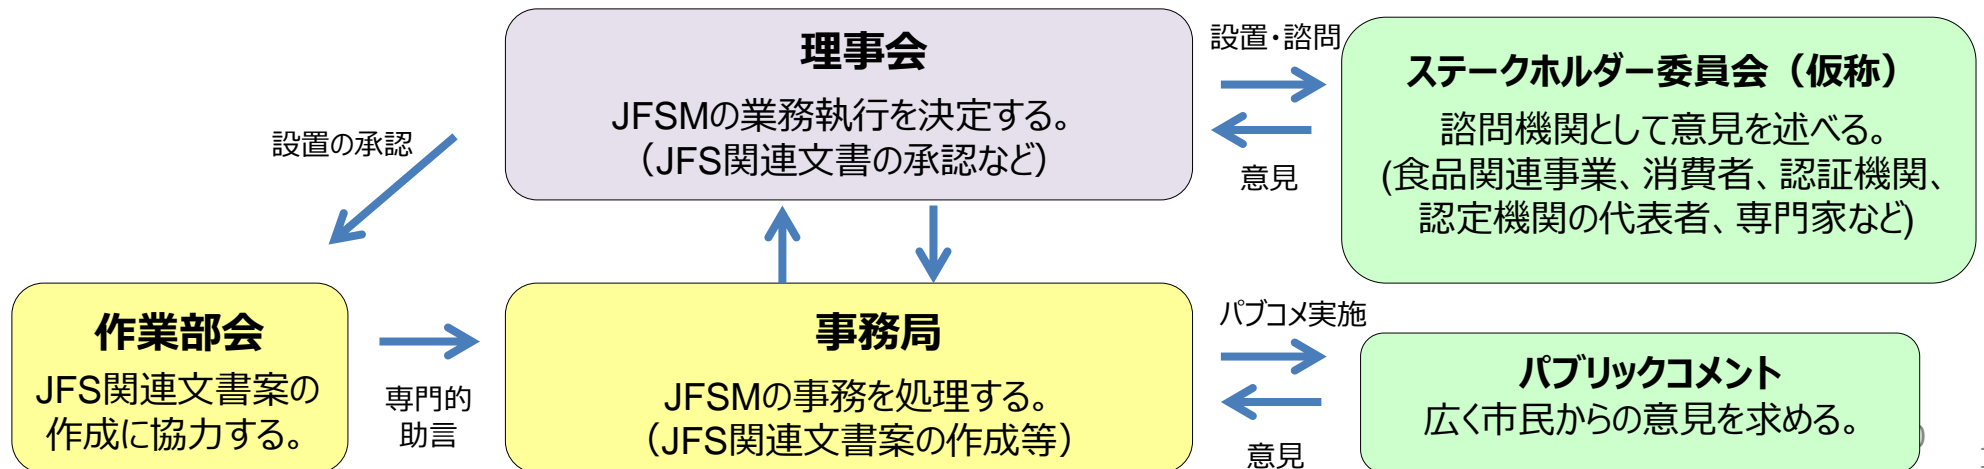 理事会
JFSMの業務執行を決定する。
（JFS関連文書の承認など）
設置・諮問
意見
ステークホルダー委員会（仮称）
諮問機関として意見を述べる。
(食品関連事業、消費者、認証機関、
認定機関の代表者、専門家など)
設置の承認
作業部会
JFS関連文書案の
作成に協力する。
専門的
助言
事務局
JFSMの事務を処理する。
（JFS関連文書案の作成等）
パブコメ実施
意見
パブリックコメント
広く市民からの意見を求める。